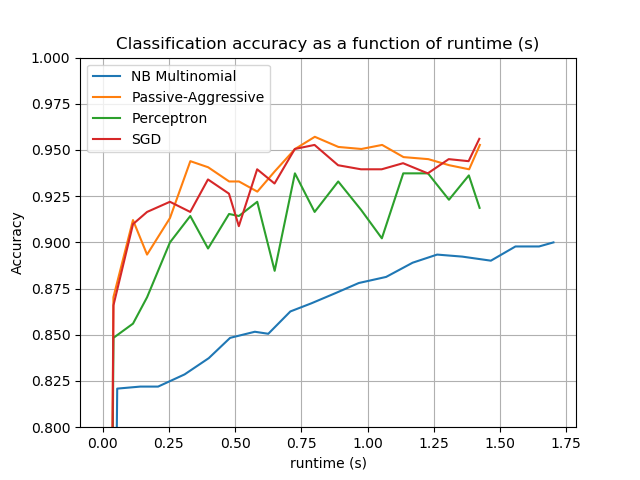 Classification accuracy as a function of runtime (s)
NB Multinomial
Passive-Aggressive
Perceptron
SGD
Accuracy
1.000
0.975
0.950
0.925
0.900
0.875
0.850
0.825
0.800
0.00 0.25 0.50 0.75 1.00 1.25 1.50 1.75
runtime (s)